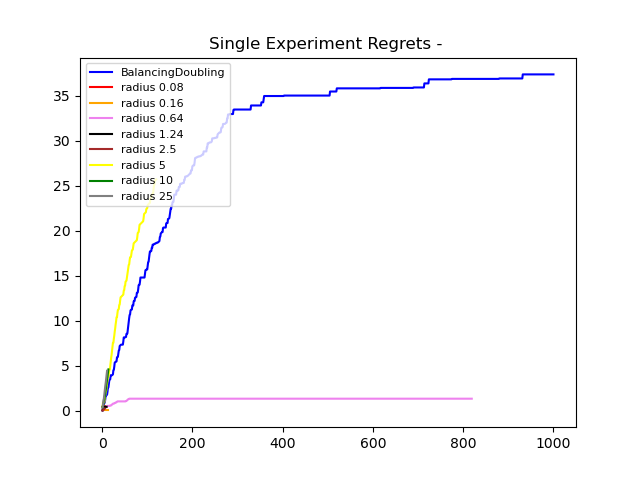 Single Experiment Regrets -
BalancingDoubling
radius 0.08
radius 0.16
radius 0.64
radius 1.24
radius 2.5
radius 5
radius 10
radius 25
35
30
25
20
15
10
5
0
0 200 400 600 800 1000